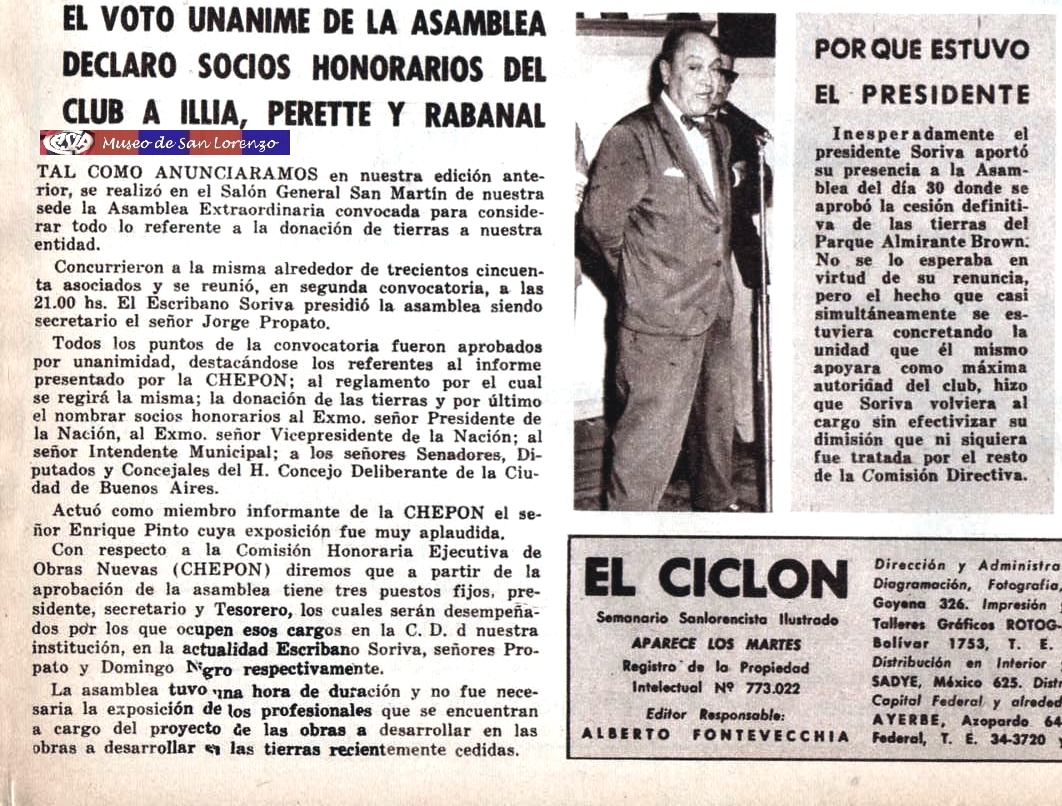 EL VOTO UNANIME DE LA ASAMBLEA
DECLARO SOCIOS HONORARIOS DEL
CLUB A ILLIA, PERETTE Y RABANAL
CASLA Museo de San Lorenzo
TAL COMO ANUNCIARAMOS en nuestra edición ante-
rior, se realizó en el Salón General San Martín de nuestra
sede la Asamblea Extraordinaria convocada para conside-
rar todo lo referente a la donación de tierras a nuestra
entidad.
Concurrieron a la misma alrededor de trecientos cincuen-
ta asociados y se reunió, en segunda convocatoria, a las
21.00 hs. El Escribano Soriva presidió la asamblea siendo
secretario el señor Jorge Propato.
Todos los puntos de la convocatoria fueron aprobados
por unanimidad, destacándose los referentes al informe
presentado por la CHEPON; al reglamento por el cual
se regirá la misma; la donación de las tierras y por último
el nombrar socios honorarios al Exmo. señor Presidente de
la Nación, al Exmo. señor Vicepresidente de la Nación; al
señor Intendente Municipal; a los señores Senadores, Di-
putados y Concejales del H. Concejo Deliberante de la Ciu-
dad de Buenos Aires.
Actuó como miembro informante de la CHEPON el se-
ñor Enrique Pinto cuya exposición fue muy aplaudida.
Con respecto a la Comisión Honoraria Ejecutiva de
Obras Nuevas (CHEPON) diremos que a partir de la
aprobación de la asamblea tiene tres puestos fijos, pre-
sidente, secretario y Tesorero, los cuales serán desempeña-
dos por los que ocupen esos cargos en la C. D. d nuestra
institución, en la actualidad Escribano Soriva, señores Pro-
pato y Domingo Negro respectivamente.
La asamblea tuvo una hora de duración y no fue nece-
saria la exposición de los profesionales que se encuentran
a cargo del proyecto de las obras a desarrollar en las
obras a desarrollar en las tierras recientemente cedidas.
POR QUE ESTUVO
EL PRESIDENTE
Inesperadamente el
presidente Soriva aportó
su presencia a la Asam-
blea del día 30 donde se
aprobó la cesión definiti-
va de las tierras del
Parque Almirante Brown.
No se lo esperaba en
virtud de su renuncia,
pero el hecho que casi
simultáneamente se es-
tuviera concretando la
unidad que él mismo
apoyara como máxima
autoridad del club, hizo
que Soriva volviera al
cargo sin efectivizar su
dimisión que ni siquiera
fue tratada por el resto
de la Comisión Directiva.
EL CICLON
Semanario Sanlorencista Ilustrado
APARECE LOS MARTES
Registro de la Propiedad
Intelectual Nº 773.022
Editor Responsable:
ALBERTO FONTEVECCHIA
Dirección y Administra
Diagramación, Fotografía
Goyena 326. Impresión
Talleres Gráficos ROTOG-
Bolívar 1753, T. E.
Distribución en Interior
SADYE, México 625. Distr
Capital Federal y alreded
AYERBE, Azopardo 64
Federal, T. E. 34-3720 y